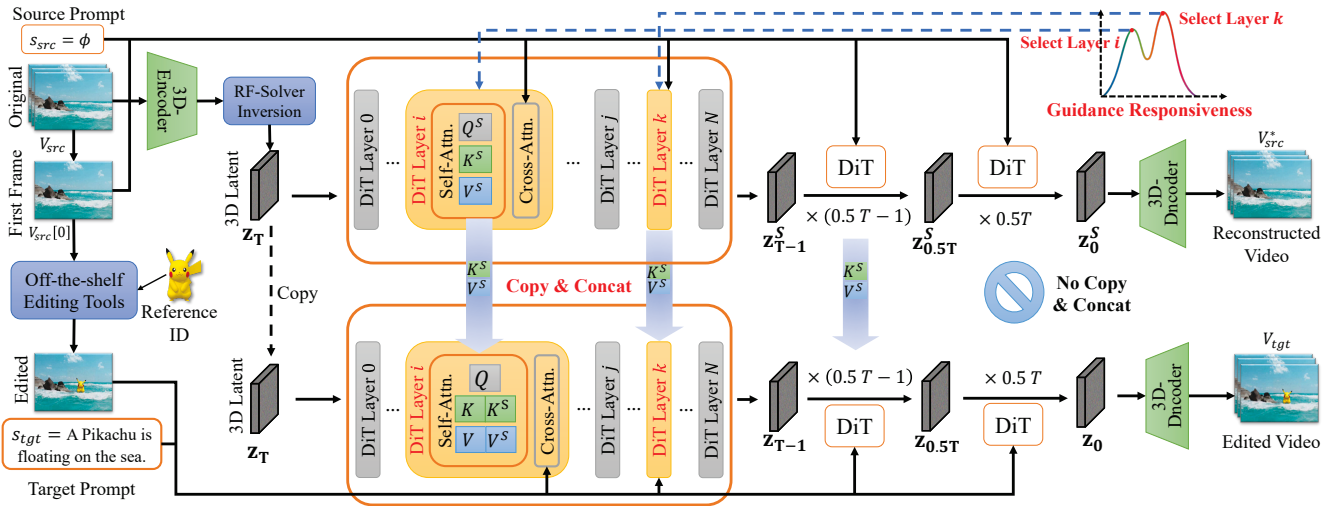 Source Prompt
s_src = ϕ
Original
V_src
First Frame
V_src[0]
Off-the-shelf
Editing Tools
Reference
ID
Edited
s_tgt = A Pikachu is
floating on the sea.
Target Prompt
3D-
Encoder
RF-Solver
Inversion
3D Latent
z_T
Copy
3D Latent
z_T
DiT Layer 0
...
DiT Layer i
Self-Attn.
Q^S
K^S
V^S
Cross-Attn.
...
DiT Layer j
...
DiT Layer k
...
DiT Layer N
K^S
V^S
Copy & Concat
K^S
V^S
DiT Layer 0
...
DiT Layer i
Self-Attn.
Q
K K^S
V V^S
Cross-Attn.
...
DiT Layer j
...
DiT Layer k
...
DiT Layer N
Select Layer k
Select Layer i
Guidance Responsiveness
z^S_T−1
DiT
× (0.5T − 1)
z^S_0.5T
DiT
× 0.5T
z^S_0
3D-Dncoder
V^*_src
Reconstructed
Video
K^S
V^S
No Copy
& Concat
z_T−1
× (0.5 T − 1)
DiT
z_0.5T
× 0.5 T
DiT
z_0
3D-Dncoder
V_tgt
Edited Video